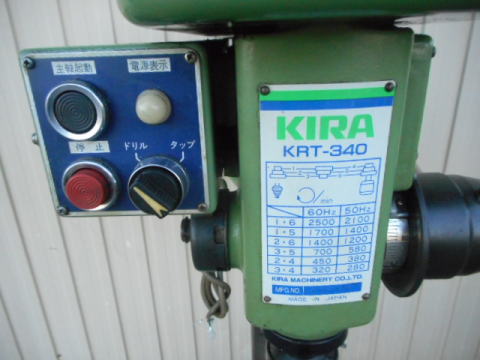 主軸起動
電源表示
停止
ドリル タップ
KIRA
KRT-340
/min
60Hz 50Hz
1・6 2500 2100
1・5 1700 1400
2・6 1400 1200
3・5 700 580
2・4 450 380
3・4 320 280
KIRA MACHINERY CO., LTD.
MFG.NO.
MADE IN JAPAN